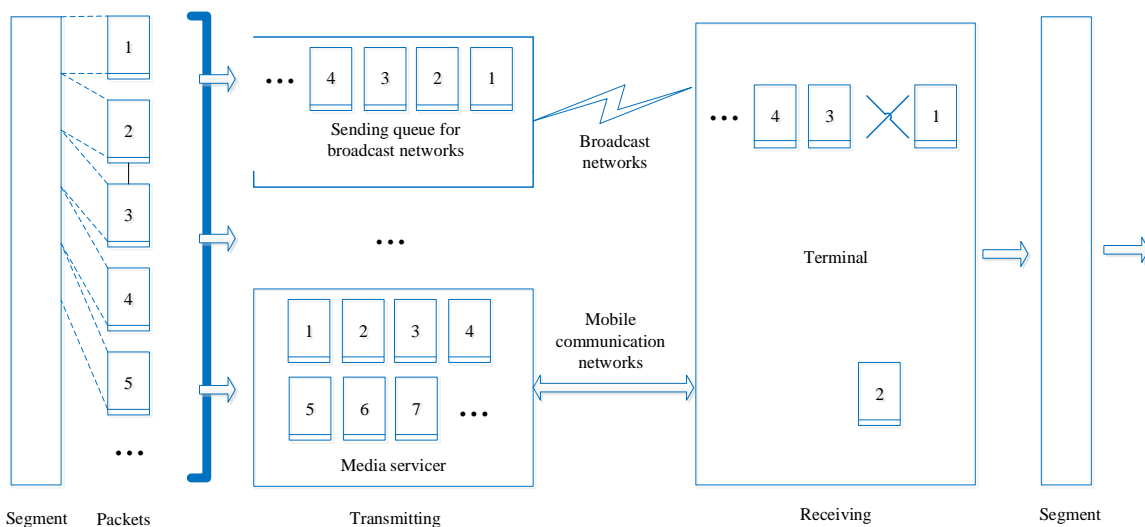 1
2
3
4
5
...
Segment
Packets
... 4 3 2 1
Sending queue for
broadcast networks
...
1 2 3 4
5 6 7 ...
Media servicer
Transmitting
Broadcast
networks
Mobile
communication
networks
... 4 3 1
Terminal
2
Receiving
Segment